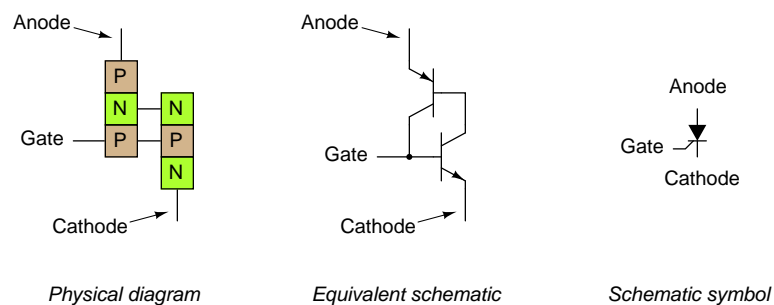 Anode
P
N N
Gate P P
N
Cathode
Physical diagram
Anode
Gate
Cathode
Equivalent schematic
Anode
Gate
Cathode
Schematic symbol